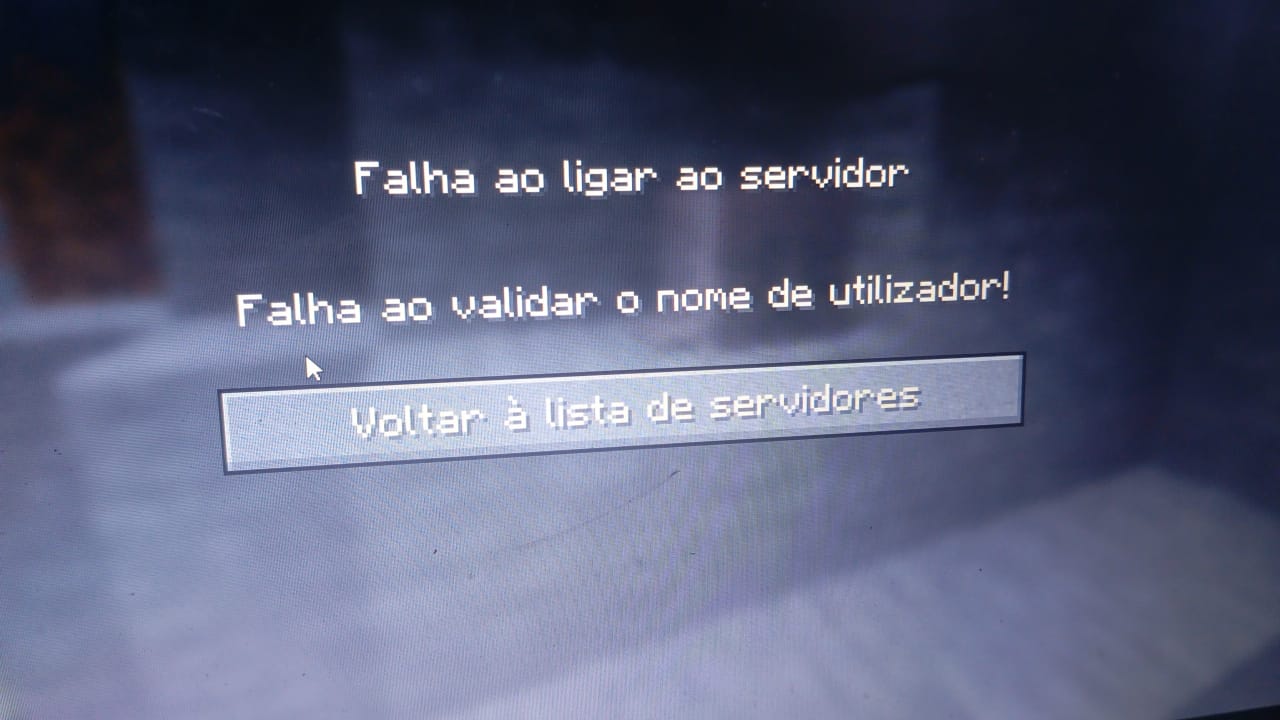 Falha ao ligar ao servidor
Falha ao validar o nome de utilizador!
Voltar à lista de servidores